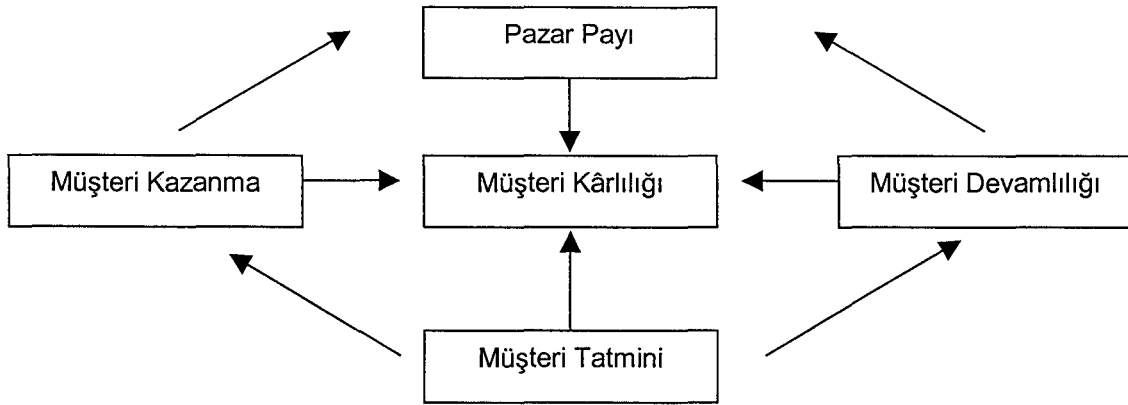 Pazar Payı
Müşteri Kazanma
Müşteri Kârlılığı
Müşteri Devamlılığı
Müşteri Tatmini